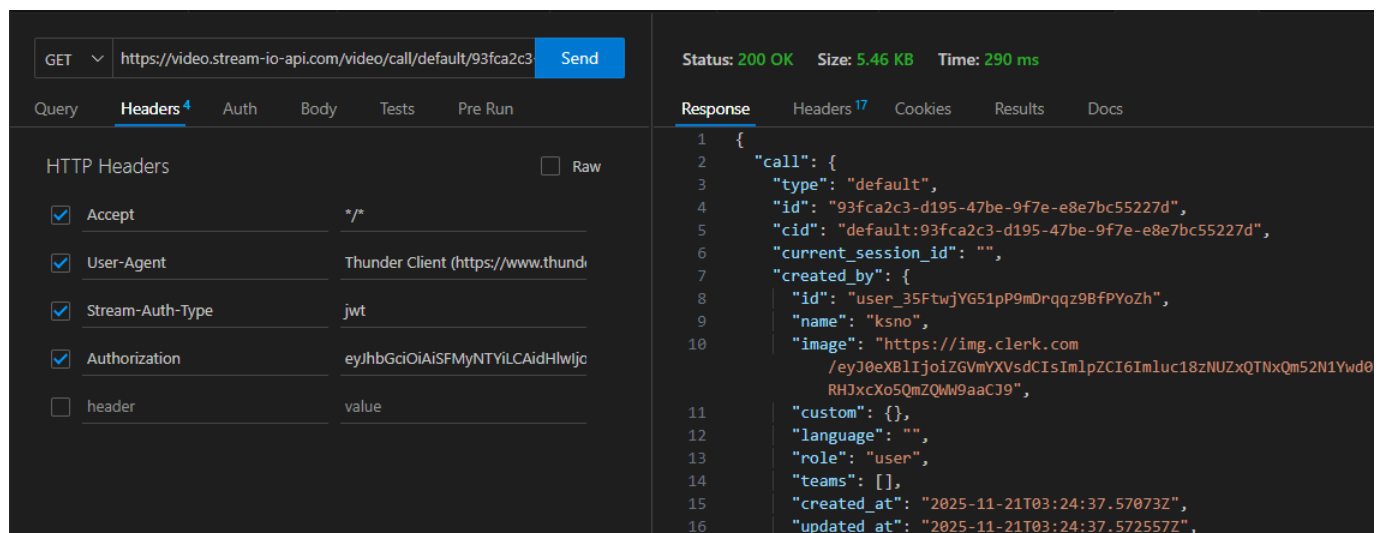 GET https://video.stream-io-api.com/video/call/default/93fca2c3- Send
Query Headers 4 Auth Body Tests Pre Run
HTTP Headers Raw
Accept */*
User-Agent Thunder Client (https://www.thunde
Stream-Auth-Type jwt
Authorization eyJhbGciOiAiSFMyNTYiLCAidHlwIjo
header value
Status: 200 OK Size: 5.46 KB Time: 290 ms
Response Headers 17 Cookies Results Docs
1 {
2 "call": {
3 "type": "default",
4 "id": "93fca2c3-d195-47be-9f7e-e8e7bc55227d",
5 "cid": "default:93fca2c3-d195-47be-9f7e-e8e7bc55227d",
6 "current_session_id": "",
7 "created_by": {
8 "id": "user_35FtwjYG51pP9mDrqqz9BfPYoZh",
9 "name": "ksno",
10 "image": "https://img.clerk.com
/eyJ0eXBlIjoiZGVmYXVsdCIsImlpZCI6Imluc18zNUZxQTNxQm52N1Ywd0
RHJxcXo5QmZQWW9aaCJ9",
11 "custom": {},
12 "language": "",
13 "role": "user",
14 "teams": [],
15 "created_at": "2025-11-21T03:24:37.57073Z",
16 "updated_at": "2025-11-21T03:24:37.572557Z",